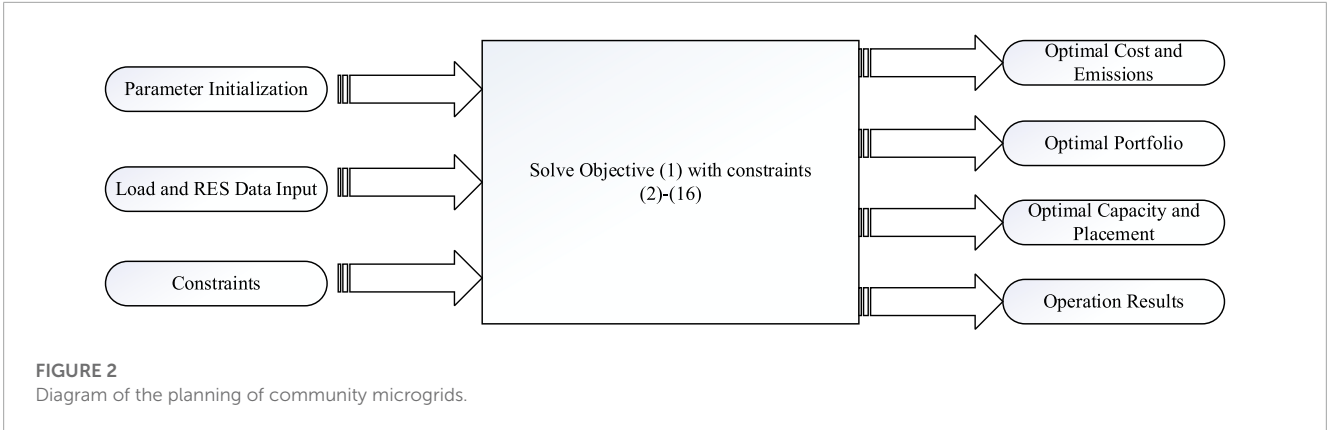 Parameter Initialization
Load and RES Data Input
Constraints
Solve Objective (1) with constraints
(2)-(16)
Optimal Cost and
Emissions
Optimal Portfolio
Optimal Capacity and
Placement
Operation Results
FIGURE 2
Diagram of the planning of community microgrids.